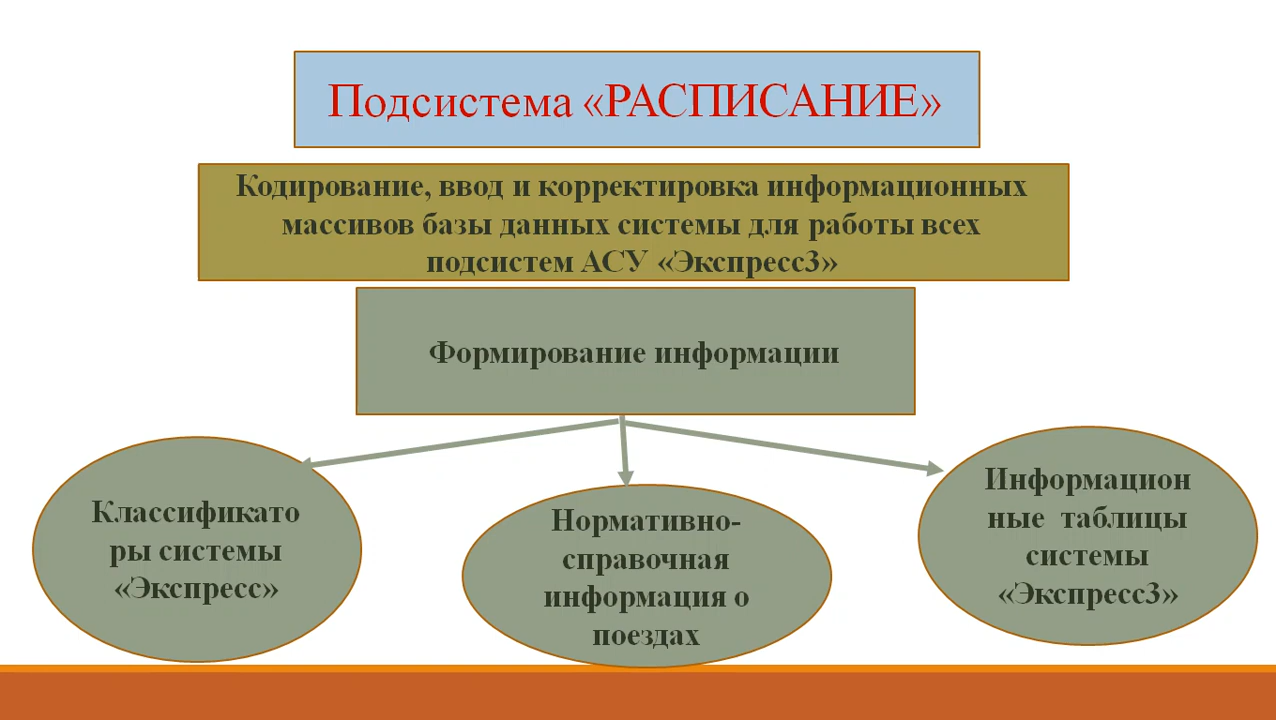 Подсистема «РАСПИСАНИЕ»
Кодирование, ввод и корректировка информационных
массивов базы данных системы для работы всех
подсистем АСУ «Экспресс3»
Формирование информации
Классификато
ры системы
«Экспресс»
Нормативно-
справочная
информация о
поездах
Информацион
ные таблицы
системы
«Экспресс3»